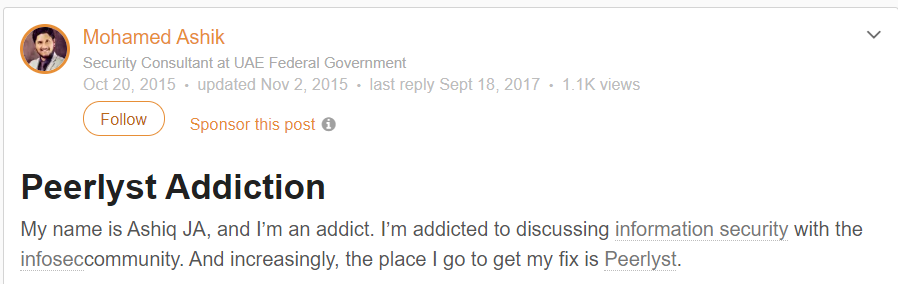 Mohamed Ashik
Security Consultant at UAE Federal Government
Oct 20, 2015 • updated Nov 2, 2015 • last reply Sept 18, 2017 • 1.1K views
Follow
Sponsor this post
Peerlyst Addiction
My name is Ashiq JA, and I’m an addict. I’m addicted to discussing information security with the
infoseccommunity. And increasingly, the place I go to get my fix is Peerlyst.